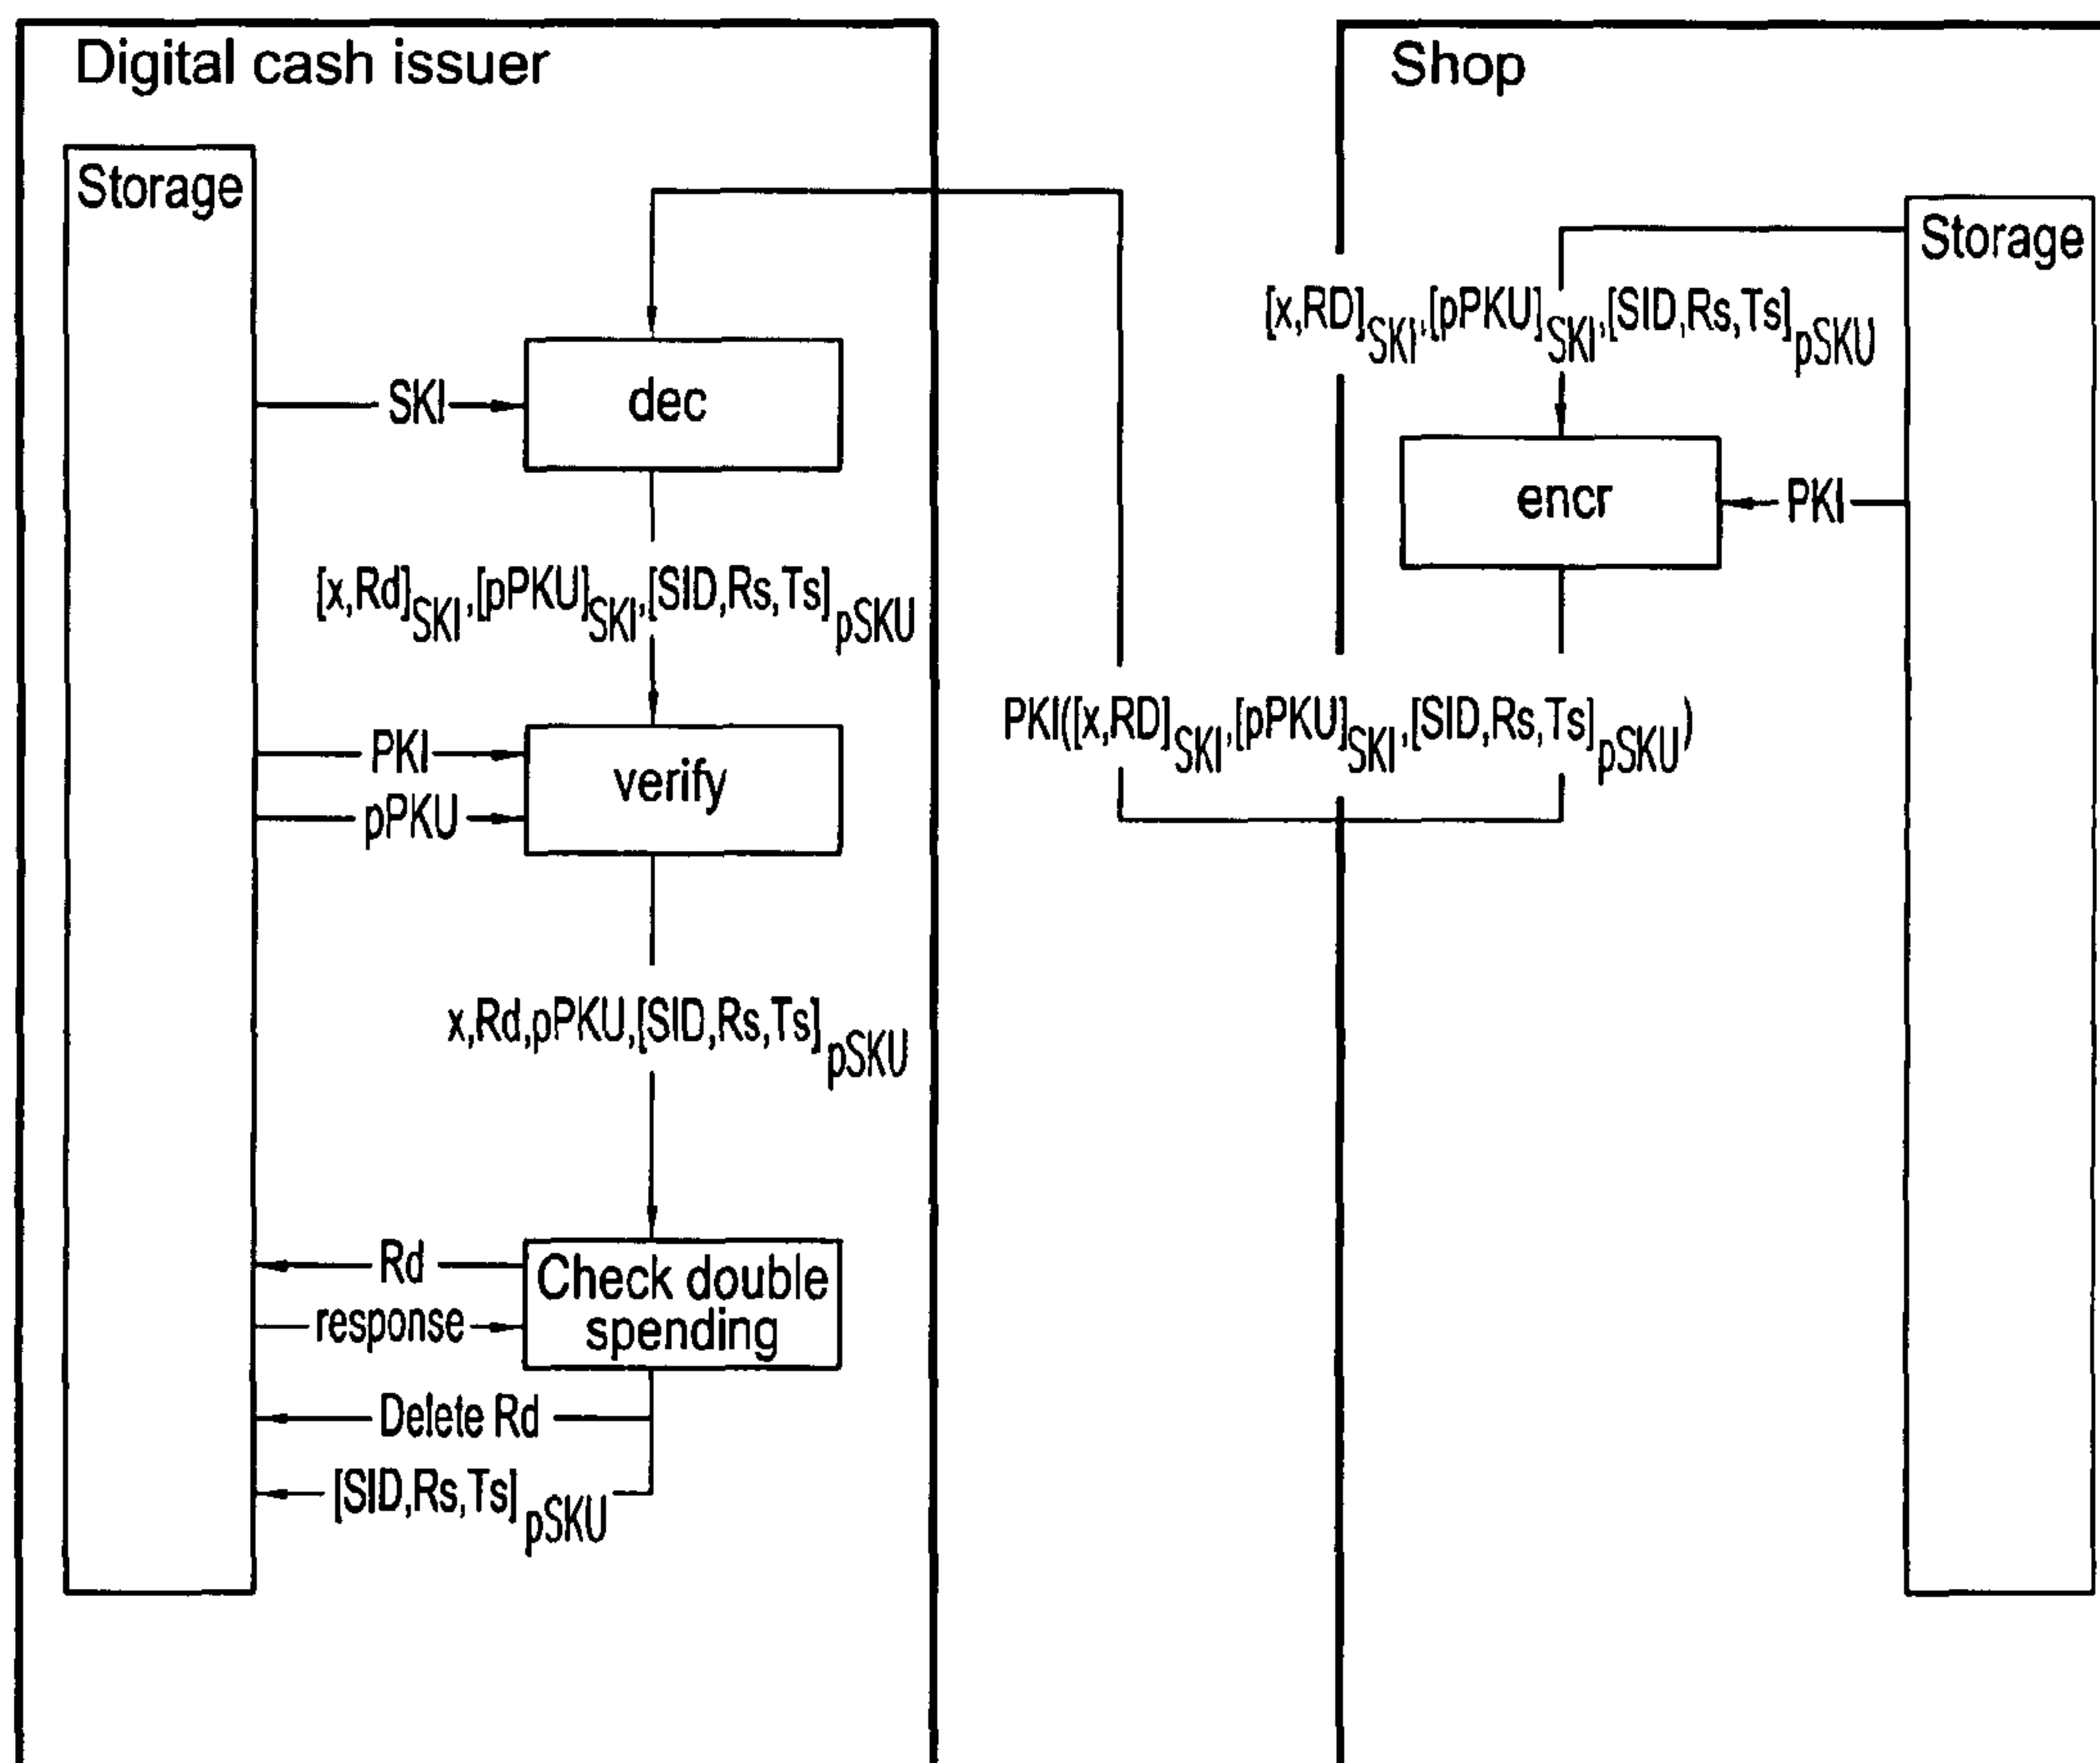 Digital cash issuer
Storage
SKI
dec
[x,Rd]SKI,[pPKU]SKI,[SID,Rs,Ts]pSKU
PKI
pPKU
verify
x,Rd,pPKU,[SID,Rs,Ts]pSKU
Rd
response
Check double
spending
Delete Rd
[SID,Rs,Ts]pSKU
PKI([x,RD]SKI,[pPKU]SKI,[SID,Rs,Ts]pSKU)
Shop
Storage
[x,RD]SKI,[pPKU]SKI,[SID,Rs,Ts]pSKU
encr
PKI